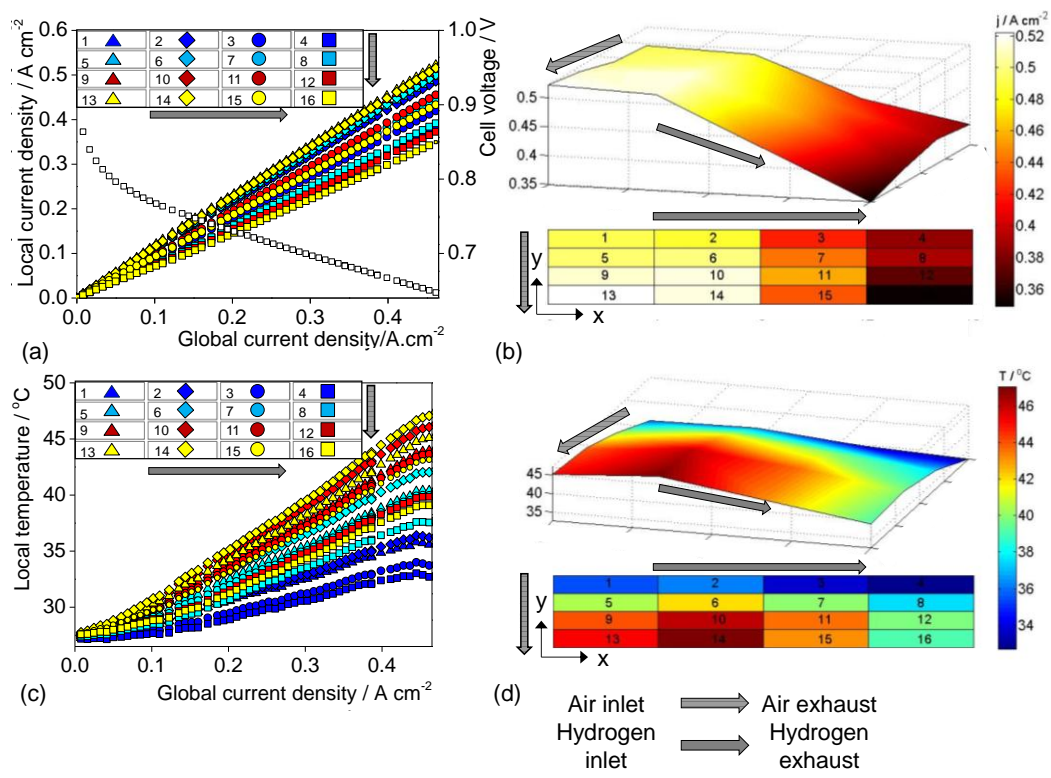 0.6
0.5
0.4
0.3
0.2
0.1
0.0
Local current density / A cm-2
1 2 3 4
5 6 7 8
9 10 11 12
13 14 15 16
1.0
0.9
0.8
0.7
Cell voltage / V
0.0 0.1 0.2 0.3 0.4
Global current density/A.cm-2
(a)
j / A cm-2
0.5
0.45
0.4
0.35
0.52
0.5
0.48
0.46
0.44
0.42
0.4
0.38
0.36
1 2 3 4
5 6 7 8
9 10 11 12
13 14 15
y
x
(b)
50
45
40
35
30
Local temperature / oC
1 2 3 4
5 6 7 8
9 10 11 12
13 14 15 16
0.0 0.1 0.2 0.3 0.4
Global current density / A cm-2
(c)
T / oC
45
40
35
46
44
42
40
38
36
34
1 2 3 4
5 6 7 8
9 10 11 12
13 14 15 16
y
x
(d)
Air inlet Air exhaust
Hydrogen inlet Hydrogen exhaust